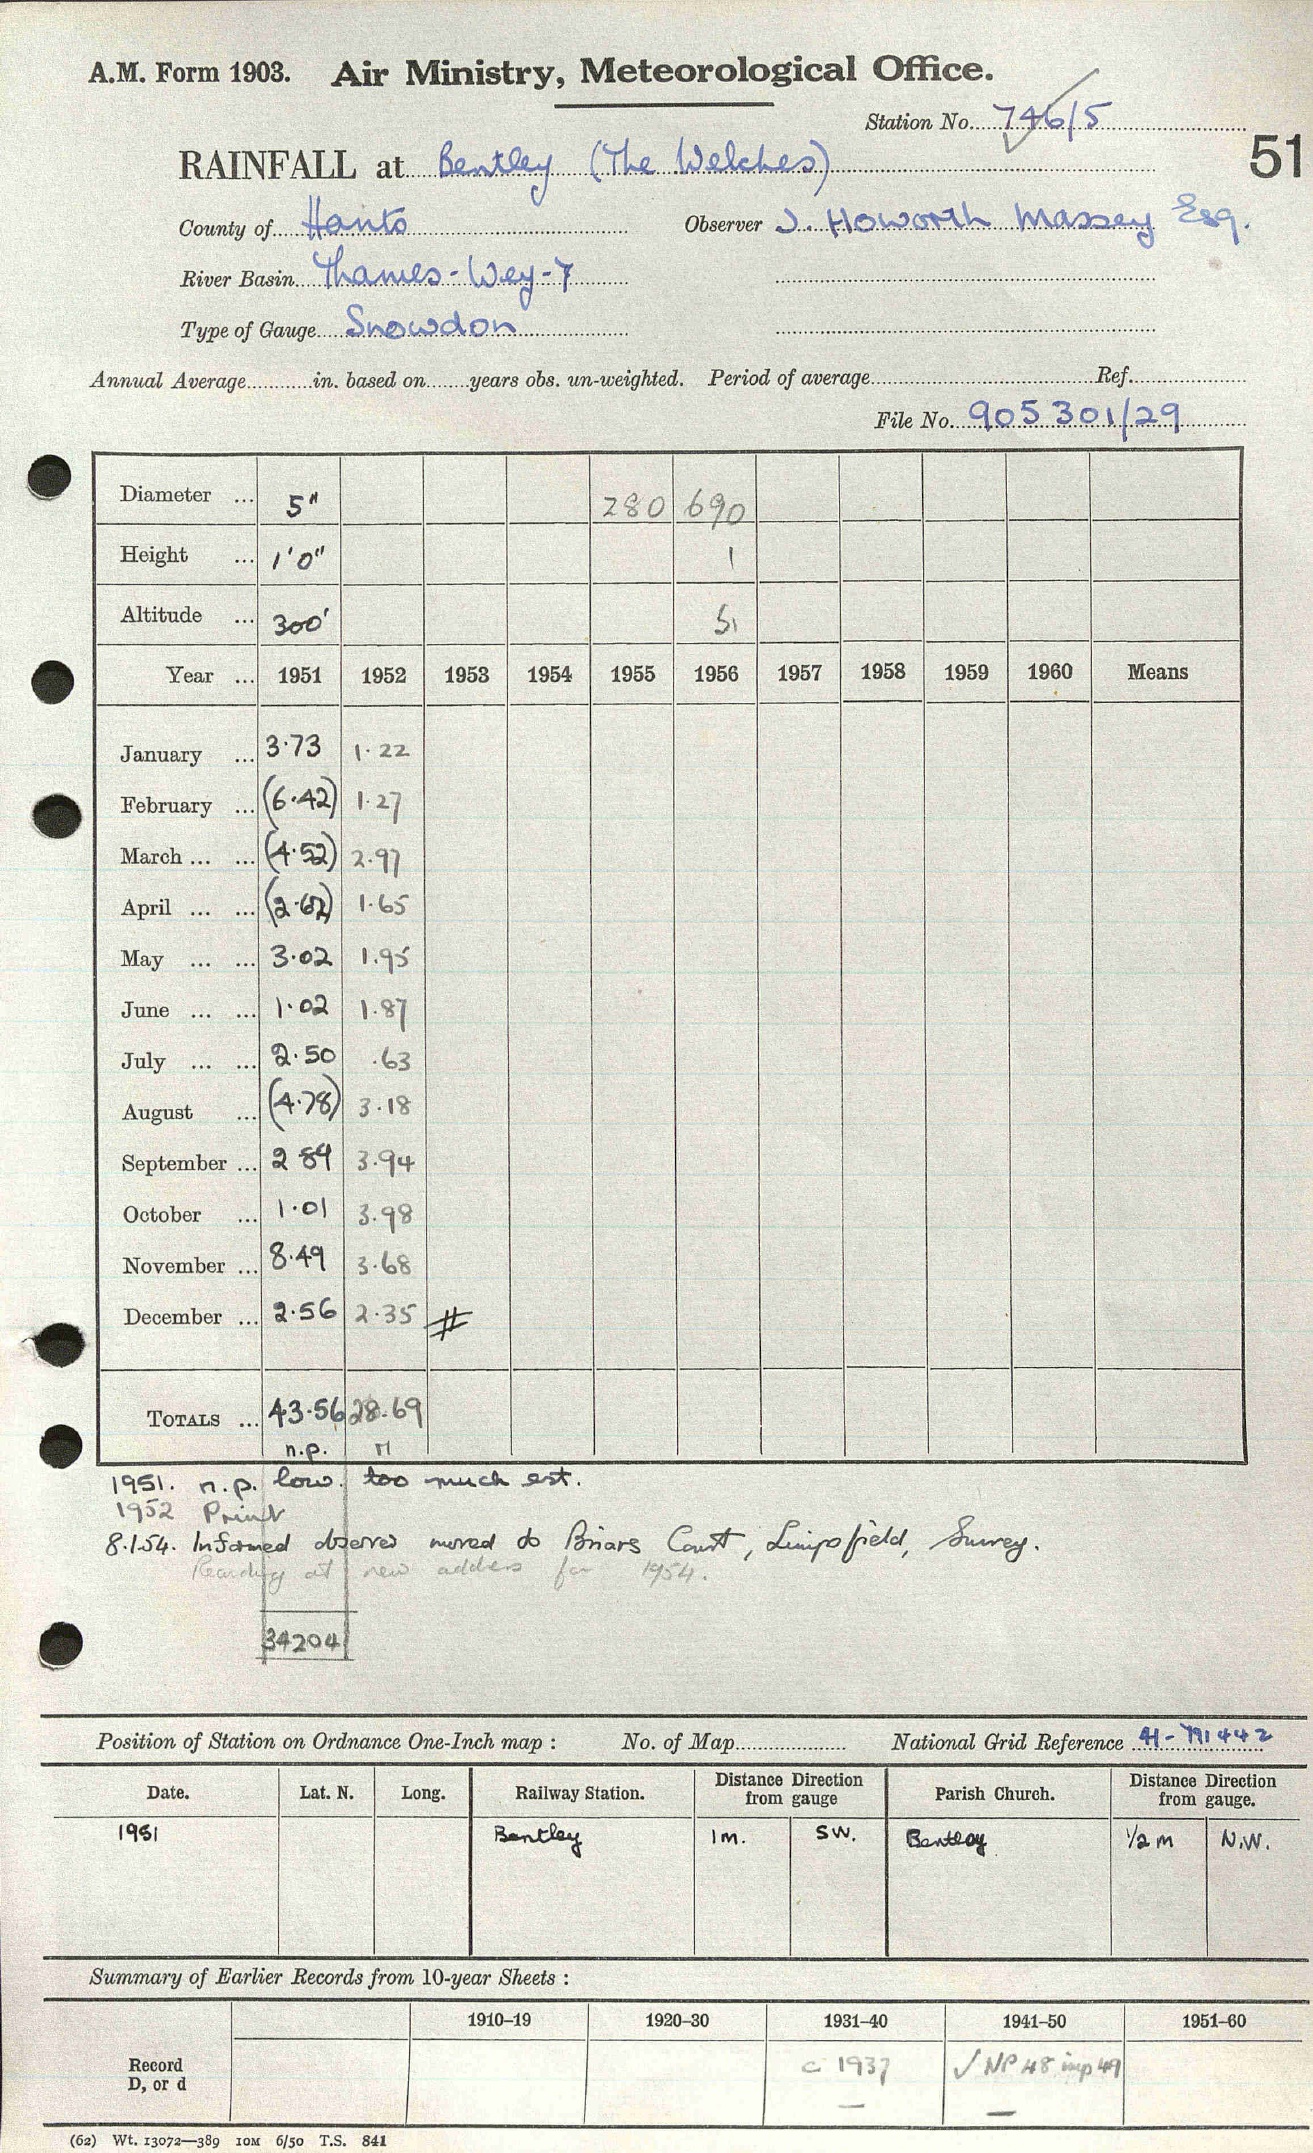 A.M. Form 1903. Air Ministry, Meteorological Office.
Station No. 746/5
51
RAINFALL at Bentley (The Welches)
County of Hants Observer J. Howorth Massey Esq.
River Basin Thames-Wey-7
Type of Gauge Snowdon
Annual Average in. based on years obs. un-weighted. Period of average Ref.
File No. 905301/29
Diameter ... 5" 280 690
Height ... 1'0" 1
Altitude ... 300' 51
Year ... 1951 1952 1953 1954 1955 1956 1957 1958 1959 1960 Means
January ... 3.73 1.22
February ... (6.42) 1.27
March ... ... (4.52) 2.97
April ... ... (2.62) 1.65
May ... ... 3.02 1.95
June ... ... 1.02 1.87
July ... ... 2.50 .63
August ... (4.78) 3.18
September ... 2 89 3.94
October ... 1.01 3.98
November ... 8.49 3.68
December ... 2.56 2.35 #
TOTALS ... 43.56 28.69
n.p.
1951. n.p. low. too much est.
1952 Print
8.1.54. Informed observer moved to Briars Court, Limpsfield, Surrey.
Reading at new address for 1954.
34204
Position of Station on Ordnance One-Inch map : No. of Map National Grid Reference 41-791442
Date. Lat. N. Long. Railway Station. Distance Direction from gauge Parish Church. Distance Direction from gauge.
1951 Bentley 1m. SW. Bentley 1/2 m N.W.
Summary of Earlier Records from 10-year Sheets :
1910–19 1920–30 1931–40 1941–50 1951–60
Record D, or d c 1937 ✓ NP 48 inp 49
— —
(62) Wt. 13072—389 10M 6/50 T.S. 841